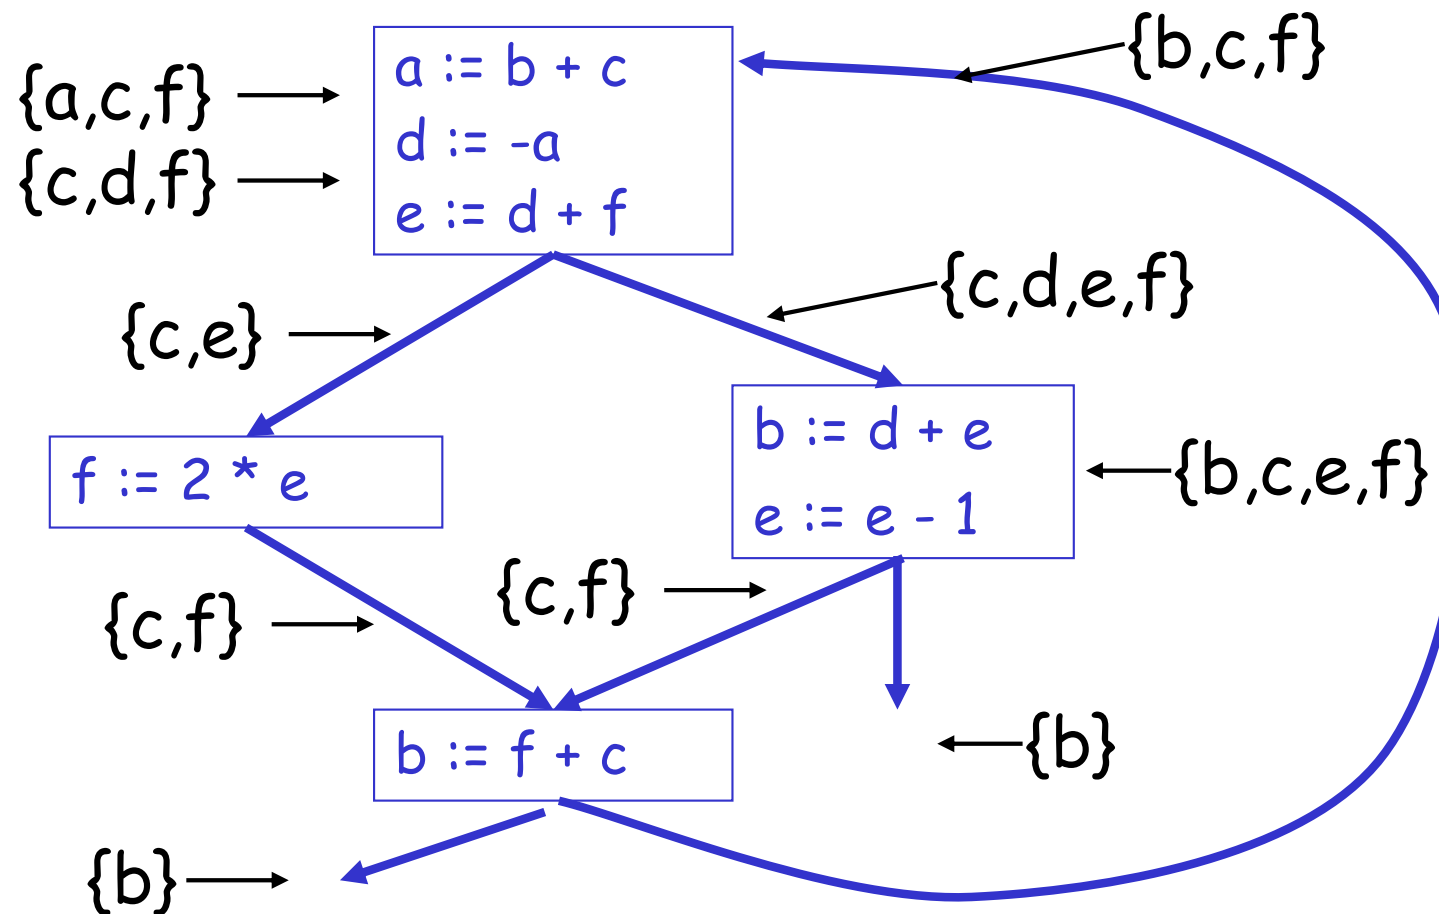 {b,c,f}
a := b + c
{a,c,f}
d := -a
{c,d,f}
e := d + f
{c,d,e,f}
{c,e}
b := d + e
f := 2 * e
{b,c,e,f}
e := e - 1
{c,f}
{c,f}
b := f + c
{b}
{b}